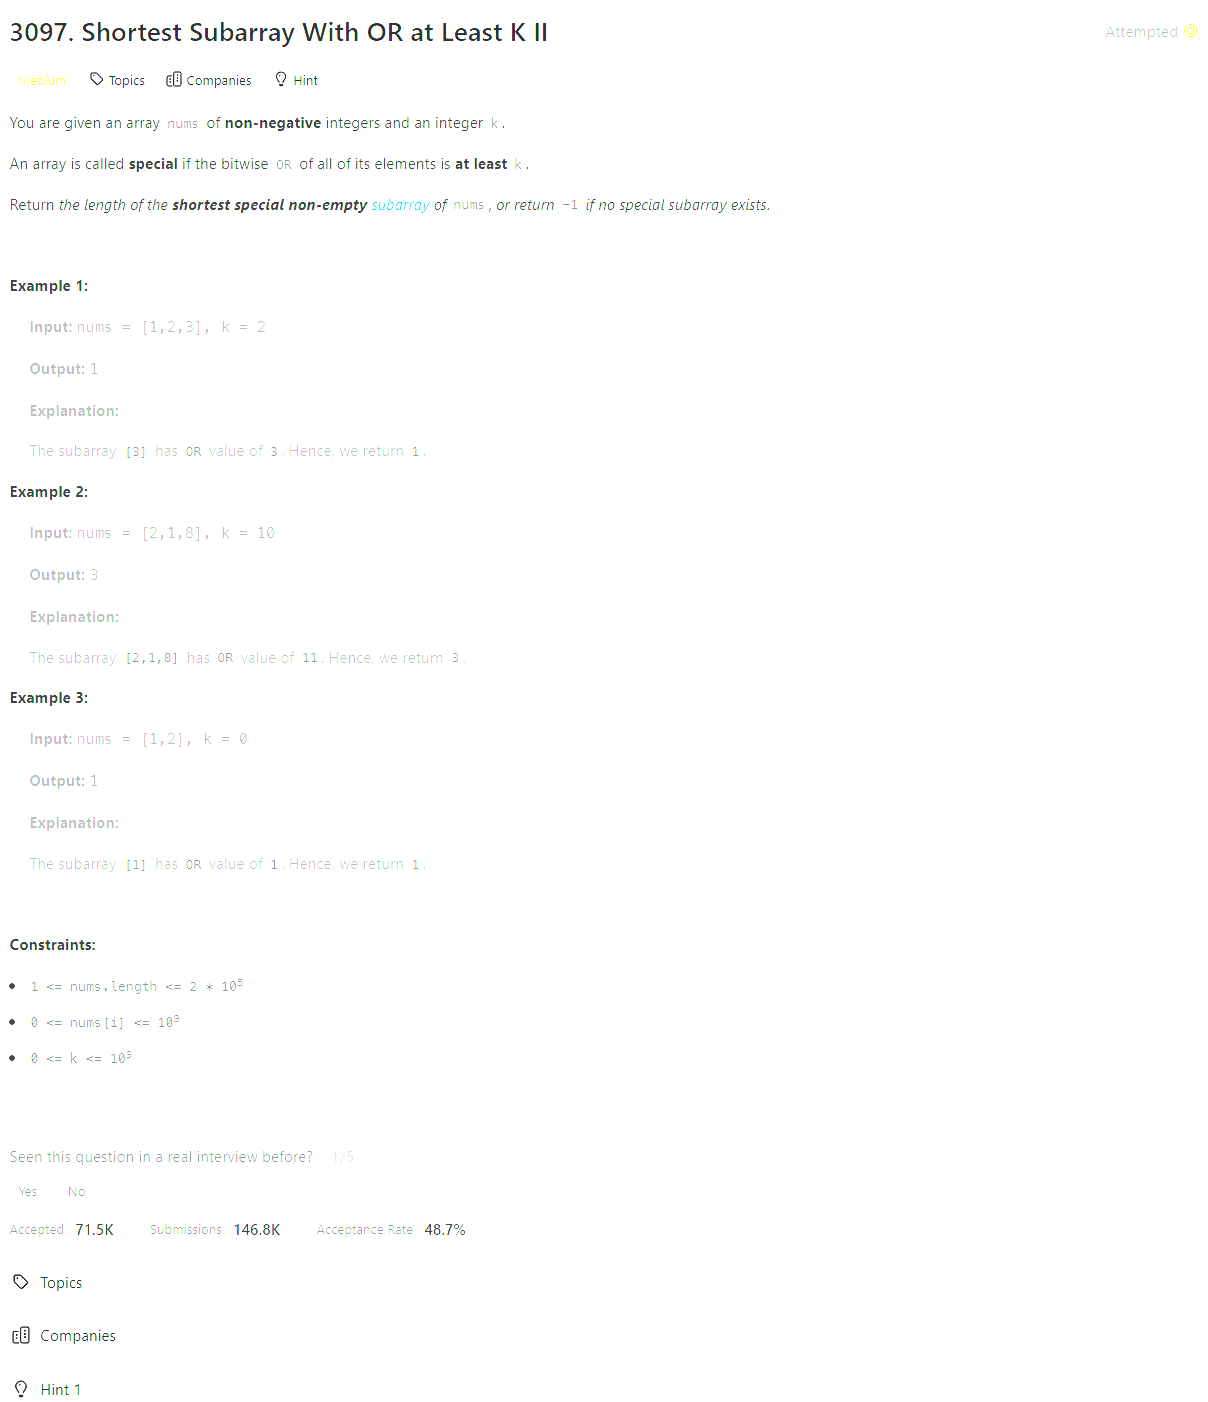 3097. Shortest Subarray With OR at Least K II
Attempted
Medium Topics Companies Hint
You are given an array nums of non-negative integers and an integer k.
An array is called special if the bitwise OR of all of its elements is at least k.
Return the length of the shortest special non-empty subarray of nums, or return -1 if no special subarray exists.
Example 1:
Input: nums = [1,2,3], k = 2
Output: 1
Explanation:
The subarray [3] has OR value of 3. Hence, we return 1.
Example 2:
Input: nums = [2,1,8], k = 10
Output: 3
Explanation:
The subarray [2,1,8] has OR value of 11. Hence, we return 3.
Example 3:
Input: nums = [1,2], k = 0
Output: 1
Explanation:
The subarray [1] has OR value of 1. Hence, we return 1.
Constraints:
• 1 <= nums.length <= 2 * 10⁵
• 0 <= nums[i] <= 10⁹
• 0 <= k <= 10⁹
Seen this question in a real interview before? 1/5
Yes No
Accepted 71.5K Submissions 146.8K Acceptance Rate 48.7%
Topics
Companies
Hint 1